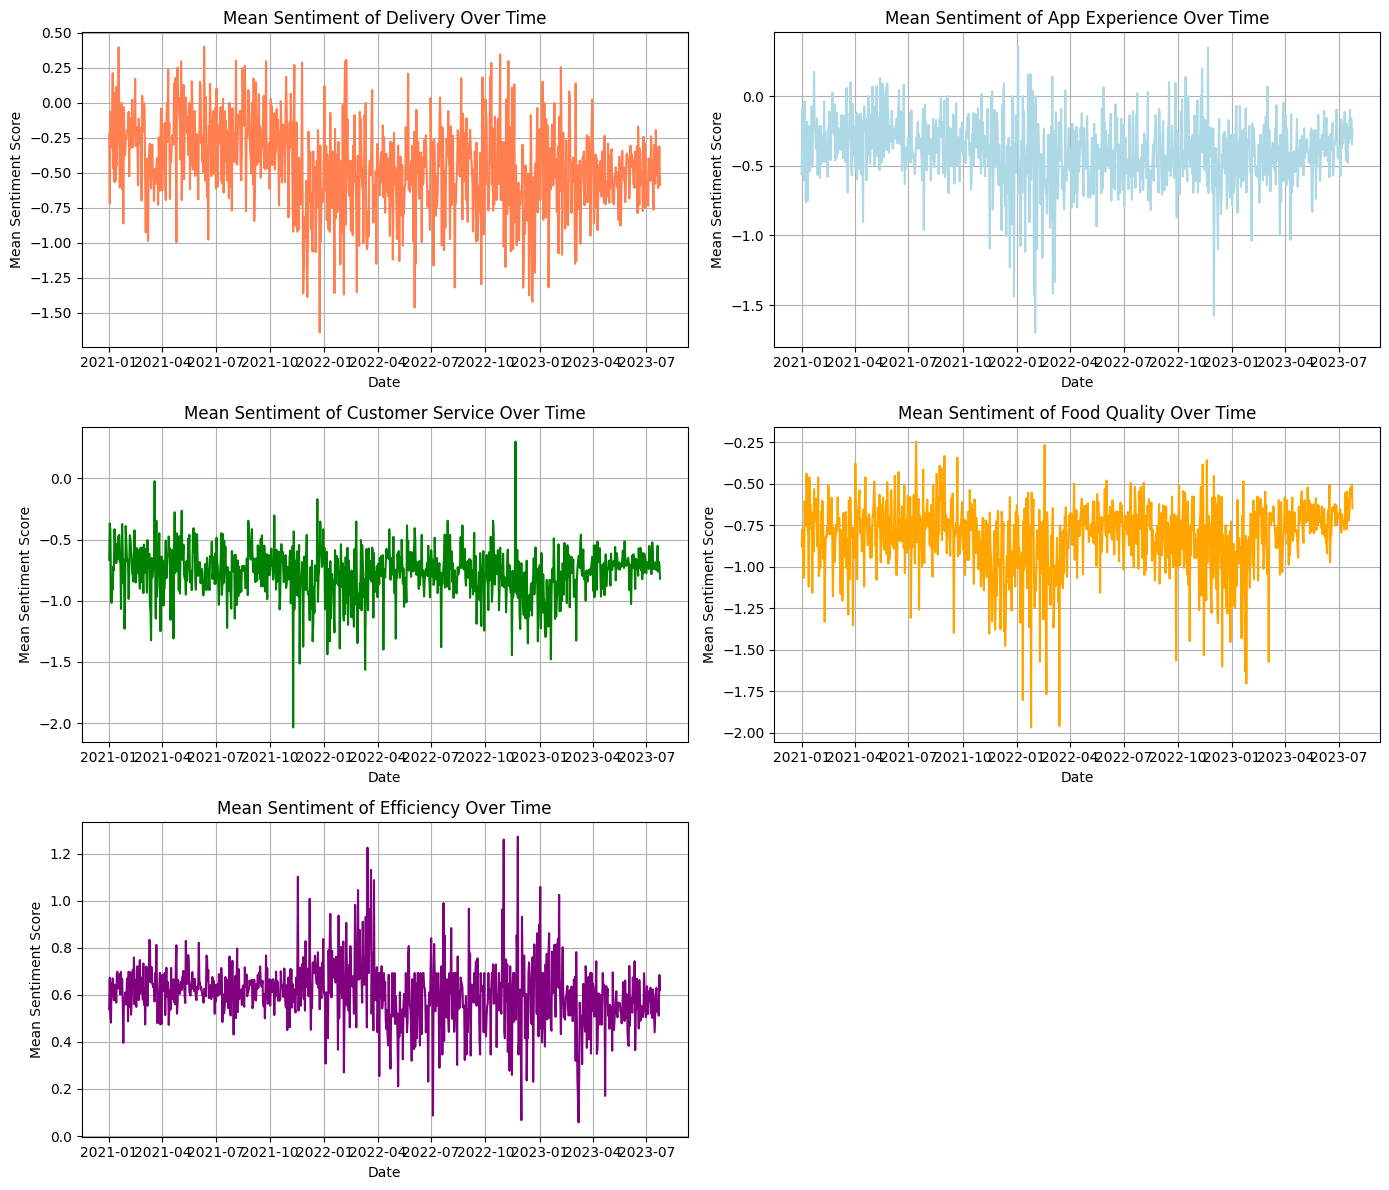 Mean Sentiment of Delivery Over Time
Mean Sentiment Score
0.50
0.25
0.00
−0.25
−0.50
−0.75
−1.00
−1.25
−1.50
2021-01 2021-04 2021-07 2021-10 2022-01 2022-04 2022-07 2022-10 2023-01 2023-04 2023-07
Date
Mean Sentiment of App Experience Over Time
Mean Sentiment Score
0.0
−0.5
−1.0
−1.5
2021-01 2021-04 2021-07 2021-10 2022-01 2022-04 2022-07 2022-10 2023-01 2023-04 2023-07
Date
Mean Sentiment of Customer Service Over Time
Mean Sentiment Score
0.0
−0.5
−1.0
−1.5
−2.0
2021-01 2021-04 2021-07 2021-10 2022-01 2022-04 2022-07 2022-10 2023-01 2023-04 2023-07
Date
Mean Sentiment of Food Quality Over Time
Mean Sentiment Score
−0.25
−0.50
−0.75
−1.00
−1.25
−1.50
−1.75
−2.00
2021-01 2021-04 2021-07 2021-10 2022-01 2022-04 2022-07 2022-10 2023-01 2023-04 2023-07
Date
Mean Sentiment of Efficiency Over Time
Mean Sentiment Score
1.2
1.0
0.8
0.6
0.4
0.2
0.0
2021-01 2021-04 2021-07 2021-10 2022-01 2022-04 2022-07 2022-10 2023-01 2023-04 2023-07
Date